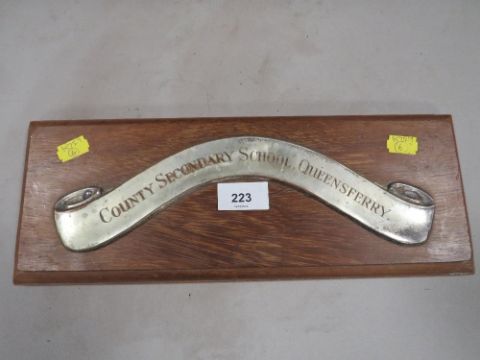 COUNTY SECONDARY SCHOOL, QUEENSFERRY
223